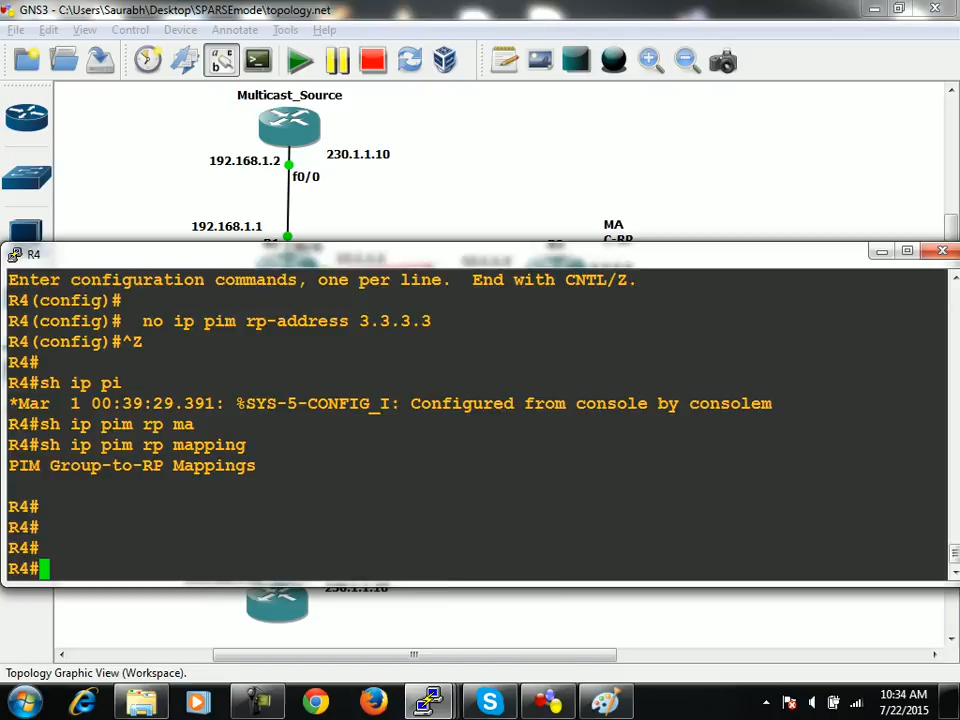 GNS3 - C:\Users\Saurabh\Desktop\SPARSEmode\topology.net
File Edit View Control Device Annotate Tools Help
Multicast_Source
192.168.1.2
230.1.1.10
f0/0
192.168.1.1
MA
C-RP
R4
Enter configuration commands, one per line.  End with CNTL/Z.
R4(config)#
R4(config)#  no ip pim rp-address 3.3.3.3
R4(config)#^Z
R4#
R4#sh ip pi
*Mar  1 00:39:29.391: %SYS-5-CONFIG_I: Configured from console by consolem
R4#sh ip pim rp ma
R4#sh ip pim rp mapping
PIM Group-to-RP Mappings
R4#
R4#
R4#
R4#
Topology Graphic View (Workspace).
10:34 AM
7/22/2015